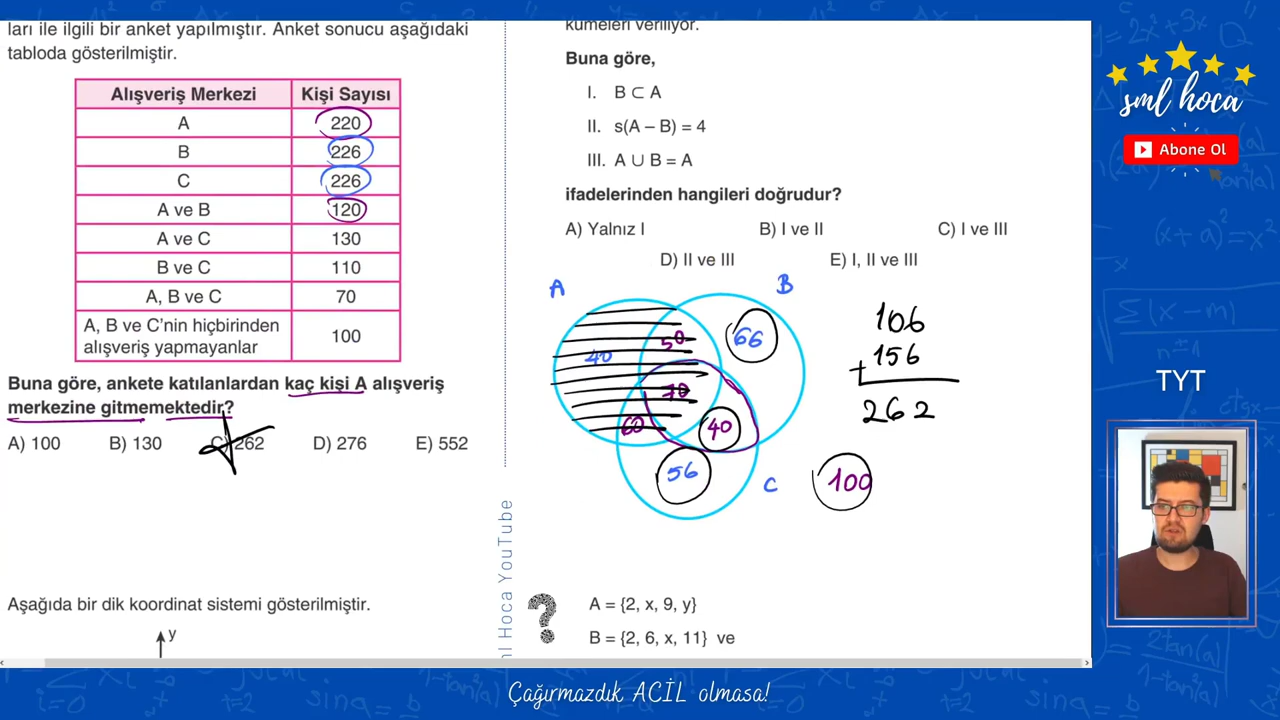 ları ile ilgili bir anket yapılmıştır. Anket sonucu aşağıdaki
tabloda gösterilmiştir.
Alışveriş Merkezi Kişi Sayısı
A 220
B 226
C 226
A ve B 120
A ve C 130
B ve C 110
A, B ve C 70
A, B ve C'nin hiçbirinden
alışveriş yapmayanlar 100
Buna göre, ankete katılanlardan kaç kişi A alışveriş
merkezine gitmemektedir?
A) 100 B) 130 C) 262 D) 276 E) 552
Aşağıda bir dik koordinat sistemi gösterilmiştir.
y
Hoca YouTube
kümeleri veriliyor.
Buna göre,
I. B ⊂ A
II. s(A – B) = 4
III. A ∪ B = A
ifadelerinden hangileri doğrudur?
A) Yalnız I B) I ve II C) I ve III
D) II ve III E) I, II ve III
A
B
40
50
66
70
60
40
56
C
100
106
+ 156
262
?
A = {2, x, 9, y}
B = {2, 6, x, 11} ve
sml hoca
Abone Ol
TYT
Çağırmazdık ACİL olmasa!